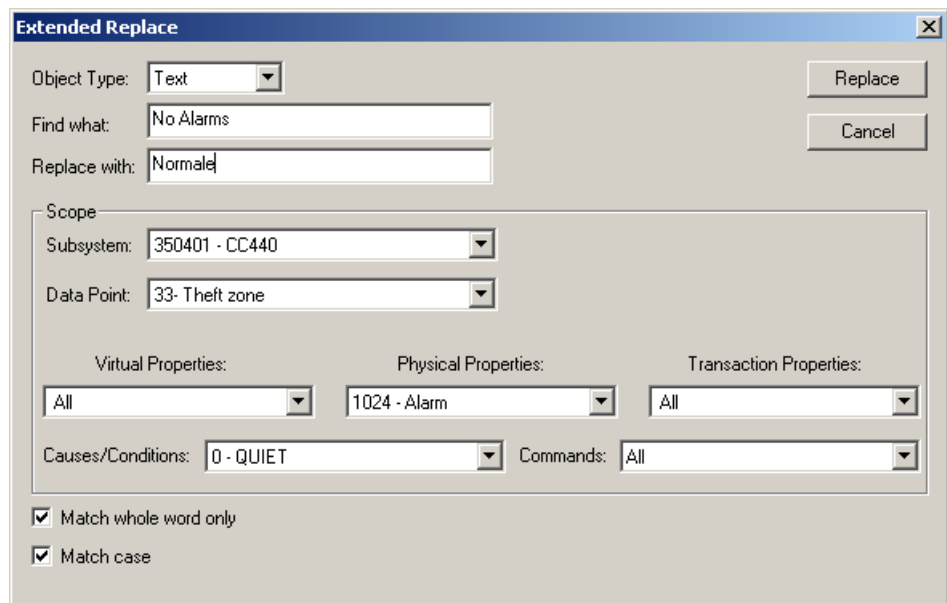 Extended Replace
Object Type: Text
Replace
Find what: No Alarms
Cancel
Replace with: Normale
Scope
Subsystem: 350401 - CC440
Data Point: 33- Theft zone
Virtual Properties: Physical Properties: Transaction Properties:
All 1024 - Alarm All
Causes/Conditions: 0 - QUIET Commands: All
Match whole word only
Match case